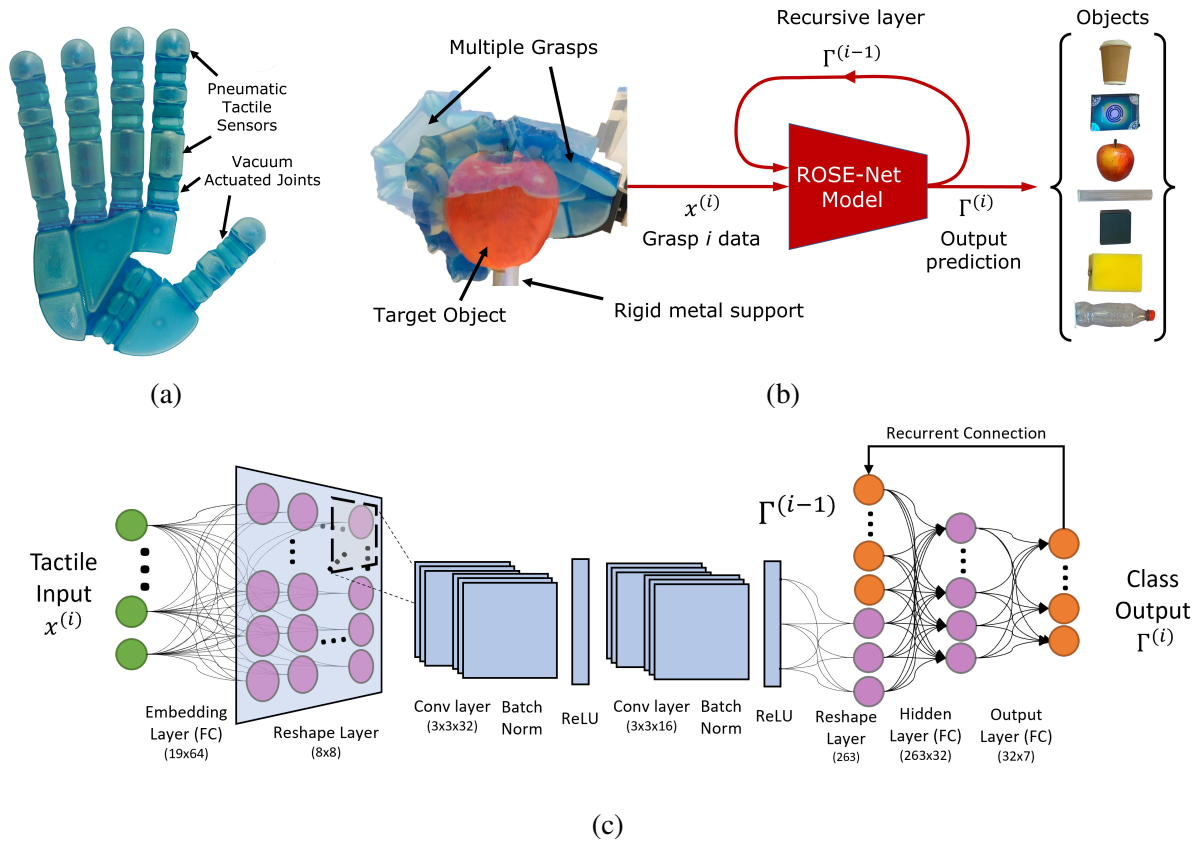 Pneumatic
Tactile
Sensors
Vacuum
Actuated Joints
(a)
Multiple Grasps
Target Object
Rigid metal support
x^(i)
Grasp i data
Recursive layer
Γ^(i−1)
ROSE-Net
Model
Γ^(i)
Output
prediction
Objects
(b)
Tactile
Input
x^(i)
Embedding
Layer (FC)
(19x64)
Reshape Layer
(8x8)
Conv layer
(3x3x32)
Batch
Norm
ReLU
Conv layer
(3x3x16)
Batch
Norm
ReLU
Recurrent Connection
Γ^(i−1)
Reshape
Layer
(263)
Hidden
Layer (FC)
(263x32)
Output
Layer (FC)
(32x7)
Class
Output
Γ^(i)
(c)